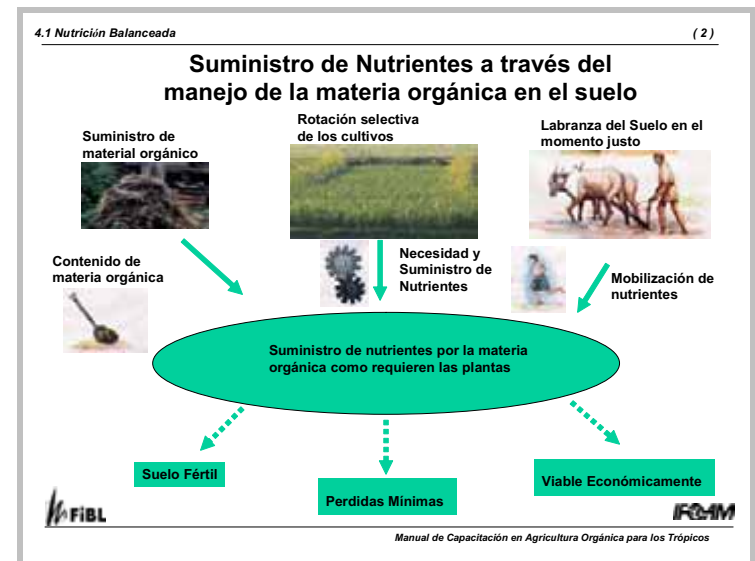 4.1 Nutrición Balanceada
( 2 )
Suministro de Nutrientes a través del
manejo de la materia orgánica en el suelo
Suministro de
material orgánico
Rotación selectiva
de los cultivos
Labranza del Suelo en el
momento justo
Contenido de
materia orgánica
Necesidad y
Suministro de
Nutrientes
Mobilización de
nutrientes
Suministro de nutrientes por la materia
orgánica como requieren las plantas
Suelo Fértil
Perdidas Mínimas
Viable Económicamente
FiBL
IFOAM
Manual de Capacitación en Agricultura Orgánica para los Trópicos